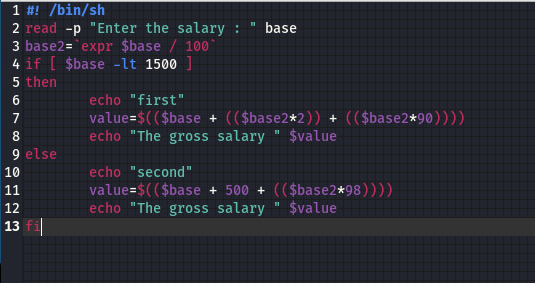 1 #! /bin/sh
2 read -p "Enter the salary : " base
3 base2=`expr $base / 100`
4 if [ $base -lt 1500 ]
5 then
6         echo "first"
7         value=$(($base + (($base2*2)) + (($base2*90))))
8         echo "The gross salary " $value
9 else
10         echo "second"
11         value=$(($base + 500 + (($base2*98))))
12         echo "The gross salary " $value
13 fi